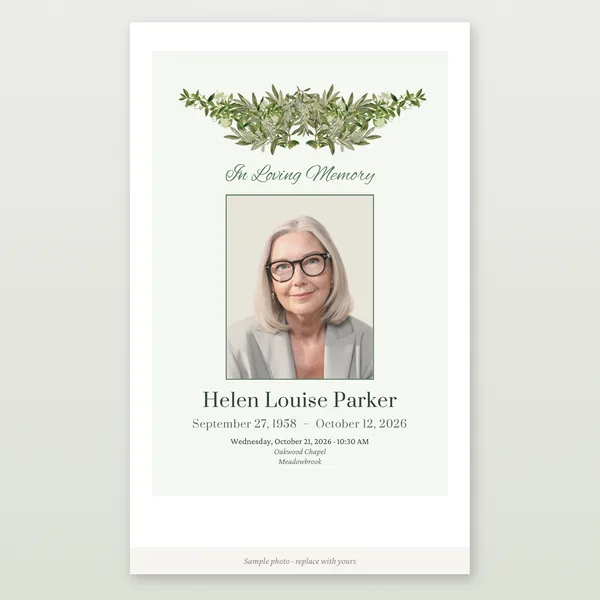 In Loving Memory
Helen Louise Parker
September 27, 1958 – October 12, 2026
Wednesday, October 21, 2026 · 10:30 AM
Oakwood Chapel
Meadowbrook
Sample photo - replace with yours